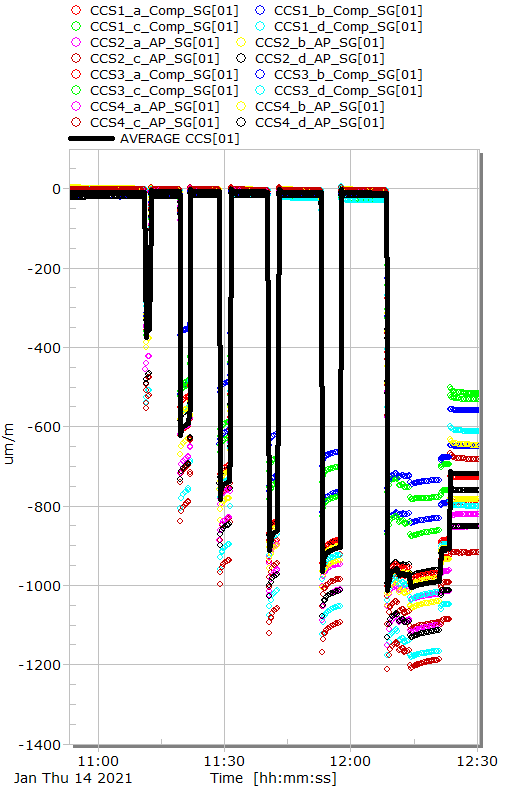 CCS1_a_Comp_SG[01] CCS1_b_Comp_SG[01]
CCS1_c_Comp_SG[01] CCS1_d_Comp_SG[01]
CCS2_a_AP_SG[01] CCS2_b_AP_SG[01]
CCS2_c_AP_SG[01] CCS2_d_AP_SG[01]
CCS3_a_Comp_SG[01] CCS3_b_Comp_SG[01]
CCS3_c_Comp_SG[01] CCS3_d_Comp_SG[01]
CCS4_a_AP_SG[01] CCS4_b_AP_SG[01]
CCS4_c_AP_SG[01] CCS4_d_AP_SG[01]
AVERAGE CCS[01]
0
-200
-400
-600
-800
-1000
-1200
-1400
um/m
11:00 11:30 12:00 12:30
Jan Thu 14 2021 Time [hh:mm:ss]